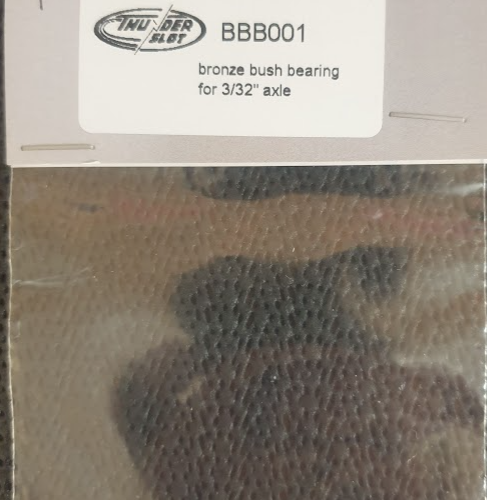 THUNDER
SLOT
BBB001
bronze bush bearing
for 3/32" axle